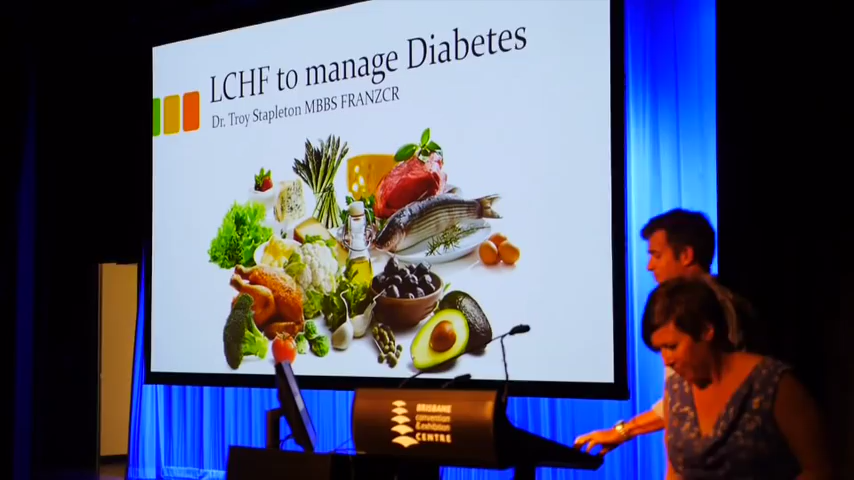 LCHF to manage Diabetes
Dr. Troy Stapleton MBBS FRANZCR
BRISBANE
convention
& exhibition
CENTRE